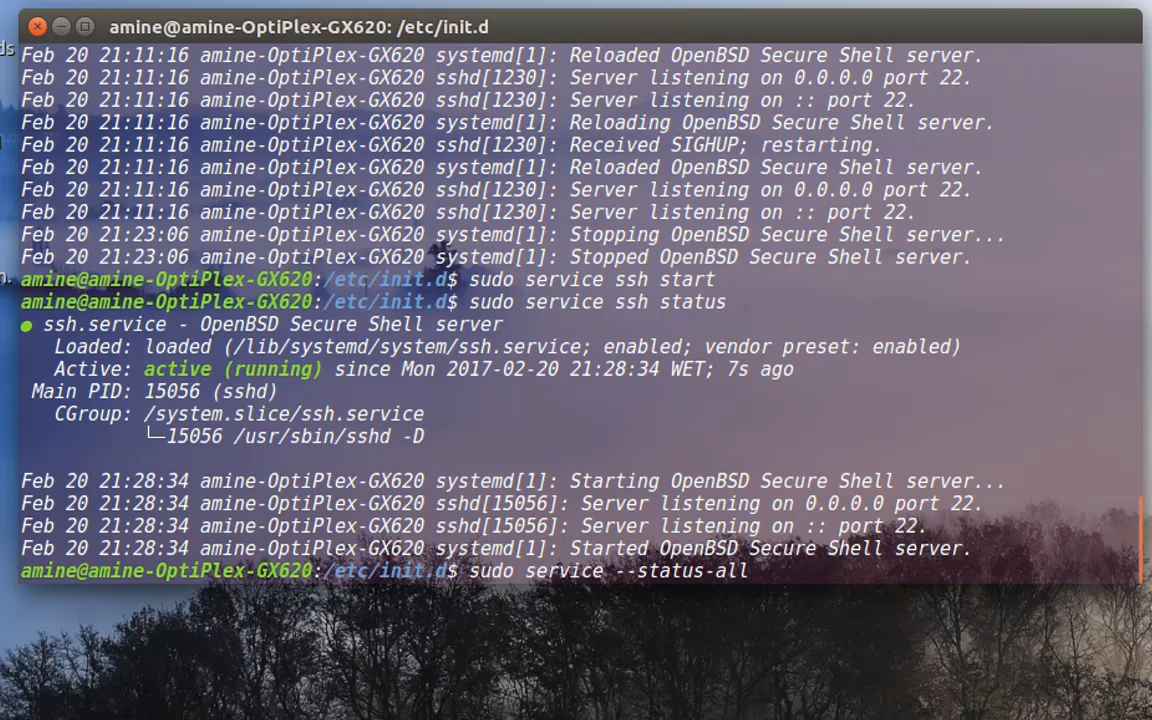 amine@amine-OptiPlex-GX620: /etc/init.d
ds
Feb 20 21:11:16 amine-OptiPlex-GX620 systemd[1]: Reloaded OpenBSD Secure Shell server.
Feb 20 21:11:16 amine-OptiPlex-GX620 sshd[1230]: Server listening on 0.0.0.0 port 22.
Feb 20 21:11:16 amine-OptiPlex-GX620 sshd[1230]: Server listening on :: port 22.
Feb 20 21:11:16 amine-OptiPlex-GX620 systemd[1]: Reloading OpenBSD Secure Shell server.
Feb 20 21:11:16 amine-OptiPlex-GX620 sshd[1230]: Received SIGHUP; restarting.
Feb 20 21:11:16 amine-OptiPlex-GX620 systemd[1]: Reloaded OpenBSD Secure Shell server.
Feb 20 21:11:16 amine-OptiPlex-GX620 sshd[1230]: Server listening on 0.0.0.0 port 22.
Feb 20 21:11:16 amine-OptiPlex-GX620 sshd[1230]: Server listening on :: port 22.
Feb 20 21:23:06 amine-OptiPlex-GX620 systemd[1]: Stopping OpenBSD Secure Shell server...
Feb 20 21:23:06 amine-OptiPlex-GX620 systemd[1]: Stopped OpenBSD Secure Shell server.
amine@amine-OptiPlex-GX620:/etc/init.d$ sudo service ssh start
amine@amine-OptiPlex-GX620:/etc/init.d$ sudo service ssh status
● ssh.service - OpenBSD Secure Shell server
   Loaded: loaded (/lib/systemd/system/ssh.service; enabled; vendor preset: enabled)
   Active: active (running) since Mon 2017-02-20 21:28:34 WET; 7s ago
 Main PID: 15056 (sshd)
   CGroup: /system.slice/ssh.service
           └─15056 /usr/sbin/sshd -D
Feb 20 21:28:34 amine-OptiPlex-GX620 systemd[1]: Starting OpenBSD Secure Shell server...
Feb 20 21:28:34 amine-OptiPlex-GX620 sshd[15056]: Server listening on 0.0.0.0 port 22.
Feb 20 21:28:34 amine-OptiPlex-GX620 sshd[15056]: Server listening on :: port 22.
Feb 20 21:28:34 amine-OptiPlex-GX620 systemd[1]: Started OpenBSD Secure Shell server.
amine@amine-OptiPlex-GX620:/etc/init.d$ sudo service --status-all